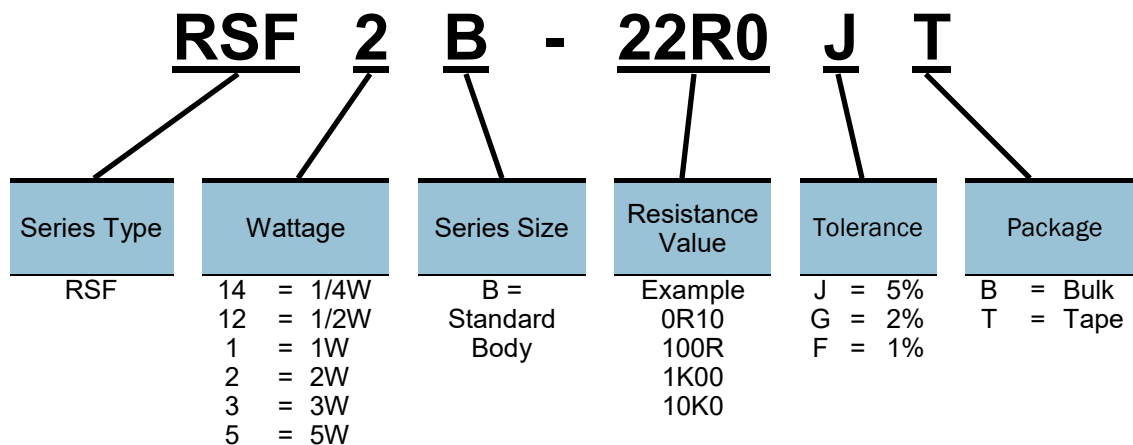 RSF 2 B - 22R0 J T
Series Type
RSF
Wattage
14 = 1/4W
12 = 1/2W
1 = 1W
2 = 2W
3 = 3W
5 = 5W
Series Size
B =
Standard
Body
Resistance
Value
Example
0R10
100R
1K00
10K0
Tolerance
J = 5%
G = 2%
F = 1%
Package
B = Bulk
T = Tape